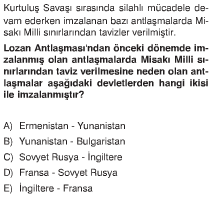 Kurtuluş Savaşı sırasında silahlı mücadele de-
vam ederken imzalanan bazı antlaşmalarda Mi-
sakı Milli sınırlarından tavizler verilmiştir.
Lozan Antlaşması'ndan önceki dönemde im-
zalanmış olan antlaşmalarda Misakı Milli sı-
nırlarından taviz verilmesine neden olan ant-
laşmalar aşağıdaki devletlerden hangi ikisi
ile imzalanmıştır?
A) Ermenistan - Yunanistan
B) Yunanistan - Bulgaristan
C) Sovyet Rusya - İngiltere
D) Fransa - Sovyet Rusya
E) İngiltere - Fransa